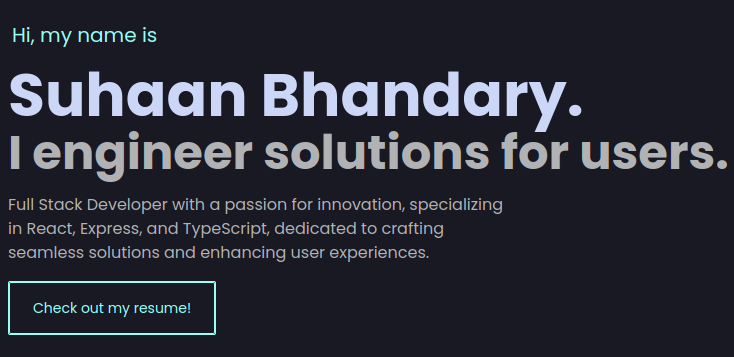 Hi, my name is
Suhaan Bhandary.
I engineer solutions for users.
Full Stack Developer with a passion for innovation, specializing
in React, Express, and TypeScript, dedicated to crafting
seamless solutions and enhancing user experiences.
Check out my resume!